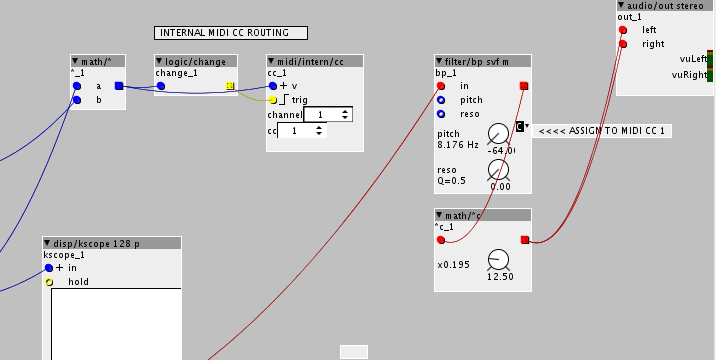 audio/out stereo
out_1
left
right
vuLeft
vuRight
INTERNAL MIDI CC ROUTING
math/*
*_1
a
b
logic/change
change_1
midi/intern/cc
cc_1
+ v
trig
channel 1
cc 1
filter/bp svf m
bp_1
in
pitch
reso
pitch
8.176 Hz
-64.0
C
<<<< ASSIGN TO MIDI CC 1
reso
Q=0.5
0.00
math/*c
*c_1
x0.195
12.50
disp/kscope 128 p
kscope_1
+ in
hold